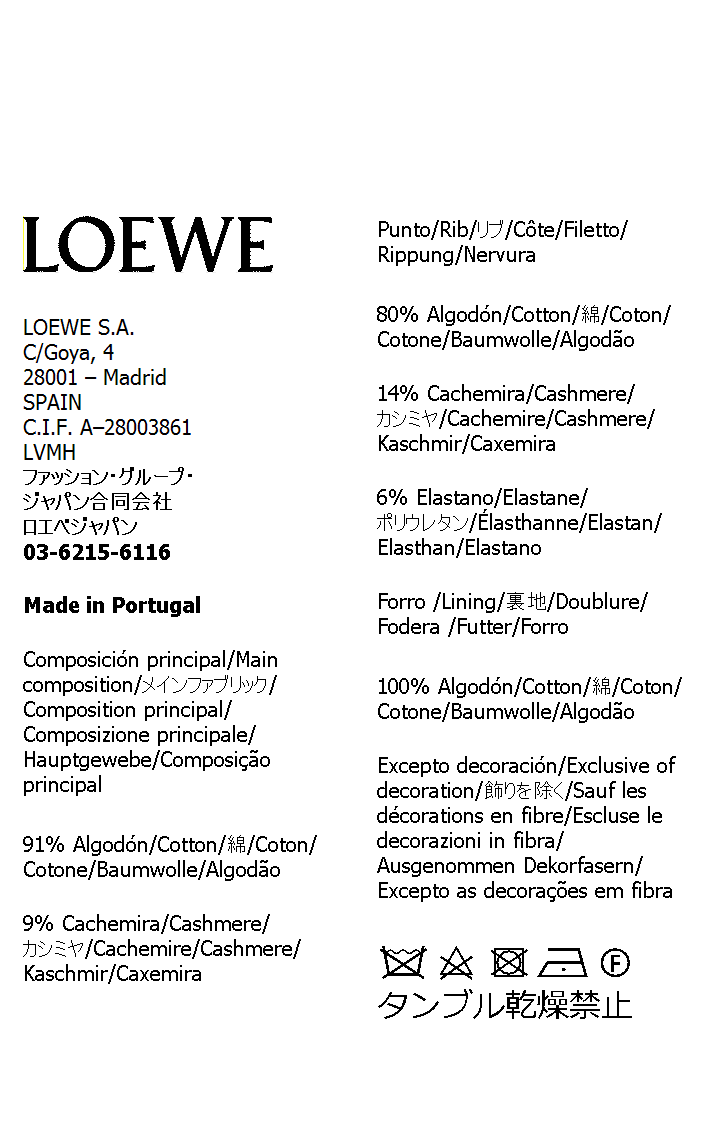 LOEWE
LOEWE S.A.
C/Goya, 4
28001 – Madrid
SPAIN
C.I.F. A–28003861
LVMH
ファッション・グループ・
ジャパン合同会社
ロエベジャパン
03-6215-6116
Made in Portugal
Composición principal/Main
composition/メインファブリック/
Composition principal/
Composizione principale/
Hauptgewebe/Composição
principal
91% Algodón/Cotton/綿/Coton/
Cotone/Baumwolle/Algodão
9% Cachemira/Cashmere/
カシミヤ/Cachemire/Cashmere/
Kaschmir/Caxemira
Punto/Rib/リブ/Côte/Filetto/
Rippung/Nervura
80% Algodón/Cotton/綿/Coton/
Cotone/Baumwolle/Algodão
14% Cachemira/Cashmere/
カシミヤ/Cachemire/Cashmere/
Kaschmir/Caxemira
6% Elastano/Elastane/
ポリウレタン/Élasthanne/Elastan/
Elasthan/Elastano
Forro /Lining/裏地/Doublure/
Fodera /Futter/Forro
100% Algodón/Cotton/綿/Coton/
Cotone/Baumwolle/Algodão
Excepto decoración/Exclusive of
decoration/飾りを除く/Sauf les
décorations en fibre/Escluse le
decorazioni in fibra/
Ausgenommen Dekorfasern/
Excepto as decorações em fibra
F
タンブル乾燥禁止